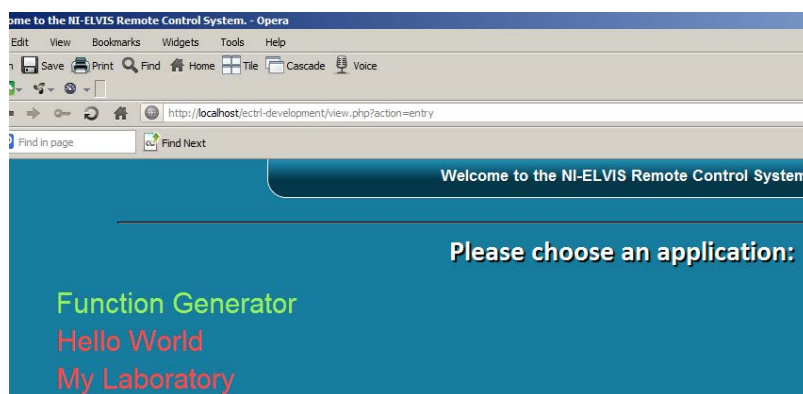 ome to the NI-ELVIS Remote Control System. - Opera
Edit View Bookmarks Widgets Tools Help
Save Print Find Home Tile Cascade Voice
http://localhost/ectrl-development/view.php?action=entry
Find in page Find Next
Welcome to the NI-ELVIS Remote Control System
Please choose an application:
Function Generator
Hello World
My Laboratory